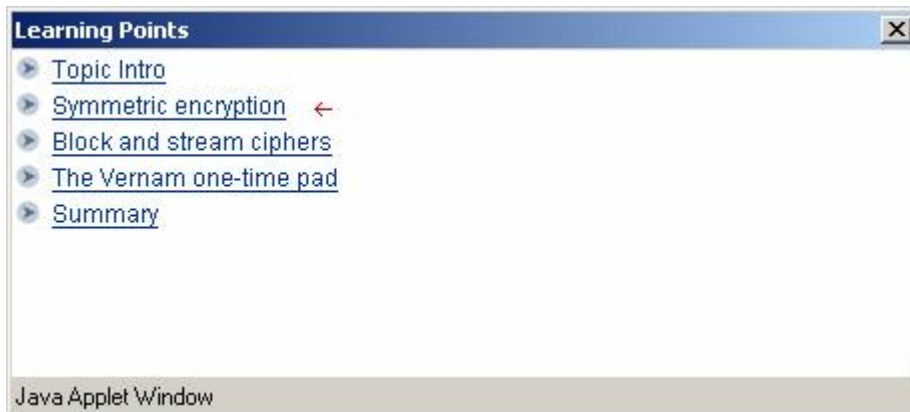 Learning Points
Topic Intro
Symmetric encryption
Block and stream ciphers
The Vernam one-time pad
Summary
Java Applet Window